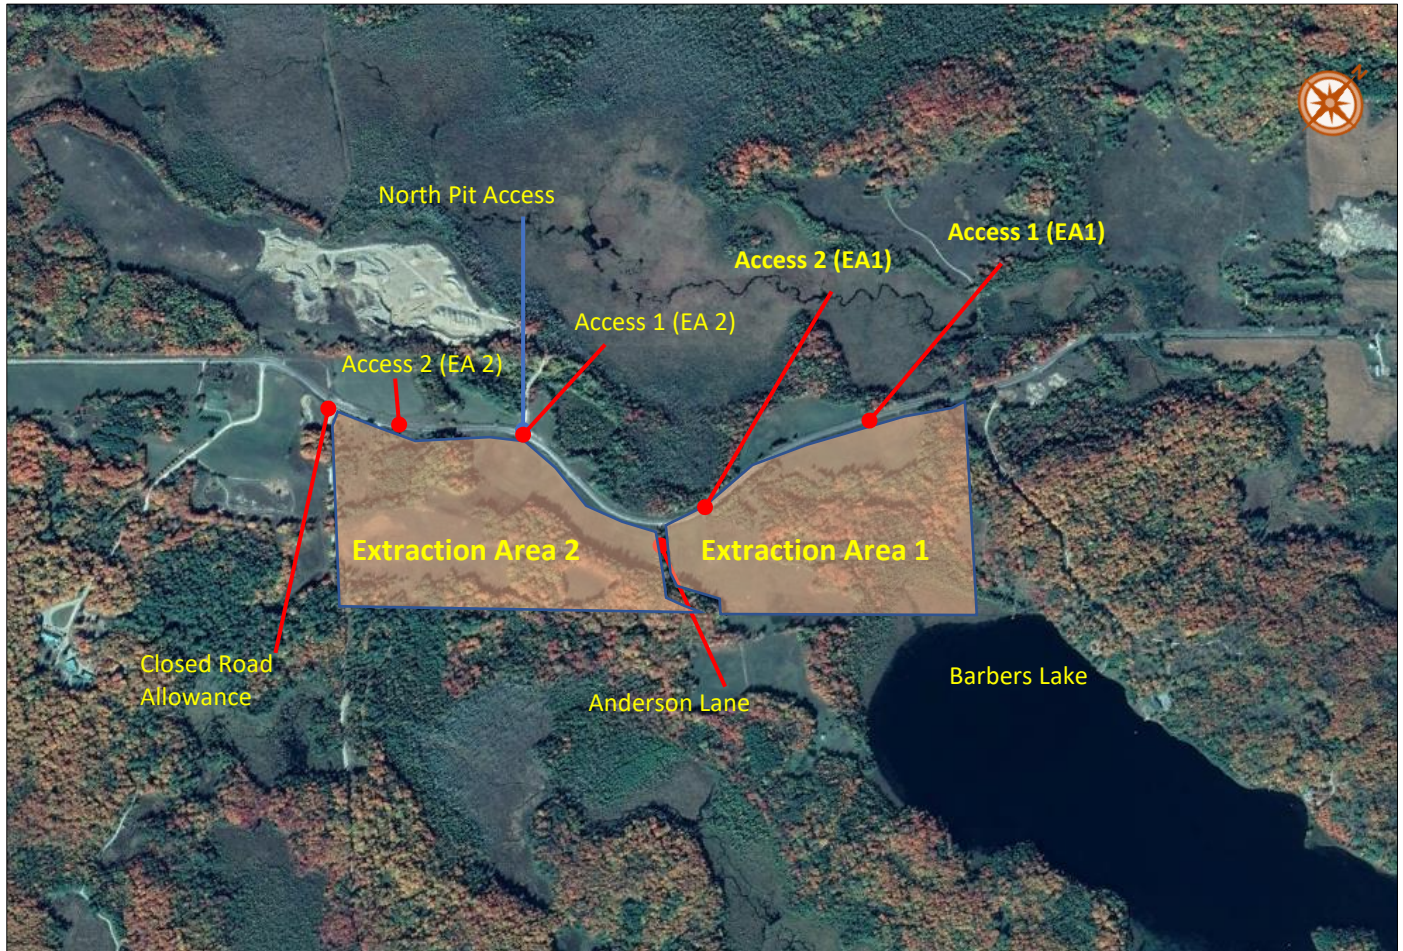 N
North Pit Access
Access 1 (EA1)
Access 2 (EA1)
Access 1 (EA 2)
Access 2 (EA 2)
Extraction Area 2
Extraction Area 1
Closed Road
Allowance
Barbers Lake
Anderson Lane